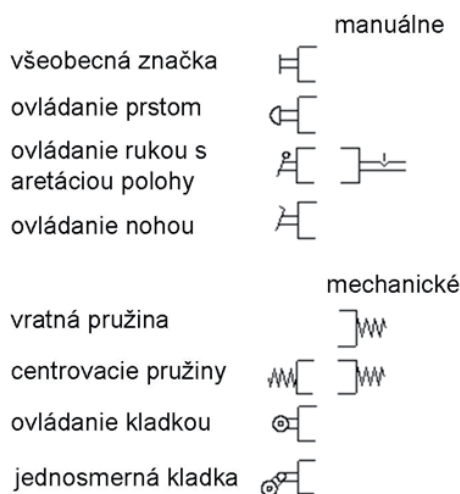 manuálne
všeobecná značka
ovládanie prstom
ovládanie rukou s
aretáciou polohy
ovládanie nohou
mechanické
vratná pružina
centrovacie pružiny
ovládanie kladkou
jednosmerná kladka